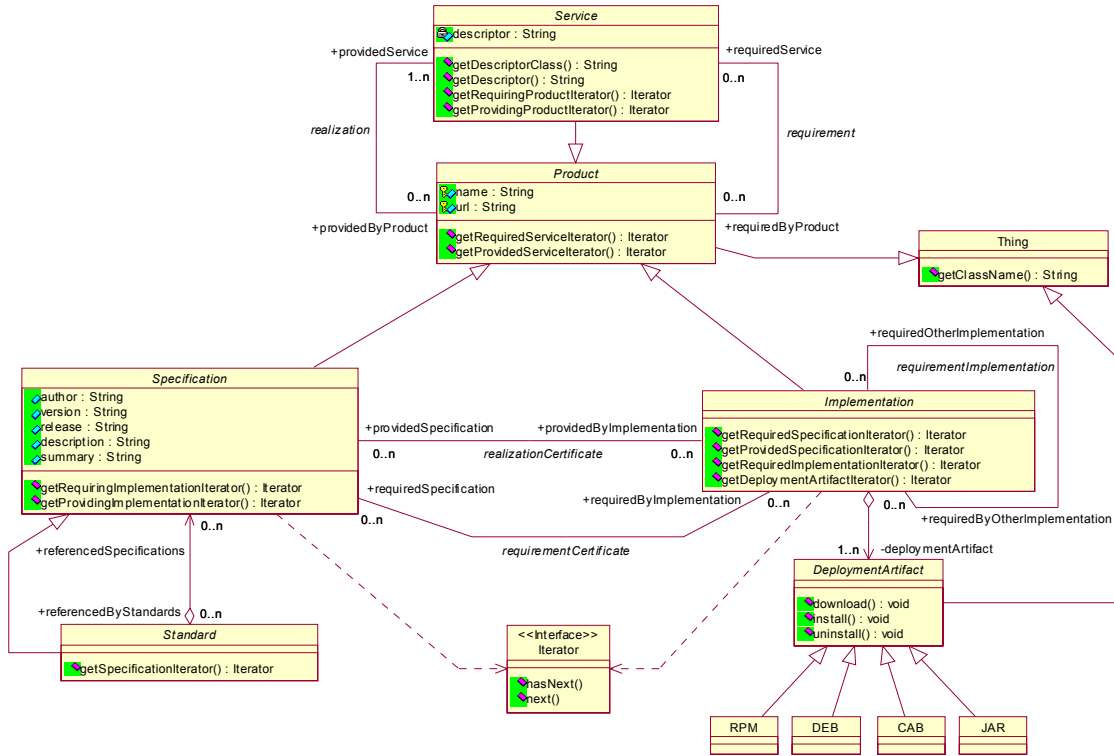 Service
descriptor : String
getDescriptorClass() : String
getDescriptor() : String
getRequiringProductIterator() : Iterator
getProvidingProductIterator() : Iterator
+providedService
1..n
+requiredService
0..n
realization
requirement
Product
name : String
url : String
getRequiredServiceIterator() : Iterator
getProvidedServiceIterator() : Iterator
0..n
+providedByProduct
0..n
+requiredByProduct
Thing
getClassName() : String
+requiredOtherImplementation
0..n
requirementImplementation
Specification
author : String
version : String
release : String
description : String
summary : String
getRequiringImplementationIterator() : Iterator
getProvidingImplementationIterator() : Iterator
+providedSpecification
0..n
+providedByImplementation
0..n
realizationCertificate
Implementation
getRequiredSpecificationIterator() : Iterator
getProvidedSpecificationIterator() : Iterator
getRequiredImplementationIterator() : Iterator
getDeploymentArtifactIterator() : Iterator
+requiredSpecification
0..n
+requiredByImplementation
0..n
requirementCertificate
0..n
+requiredByOtherImplementation
0..n
+referencedSpecifications
+referencedByStandards
0..n
1..n
-deploymentArtifact
DeploymentArtifact
download() : void
install() : void
uninstall() : void
Standard
getSpecificationIterator() : Iterator
<<Interface>>
Iterator
hasNext()
next()
RPM
DEB
CAB
JAR